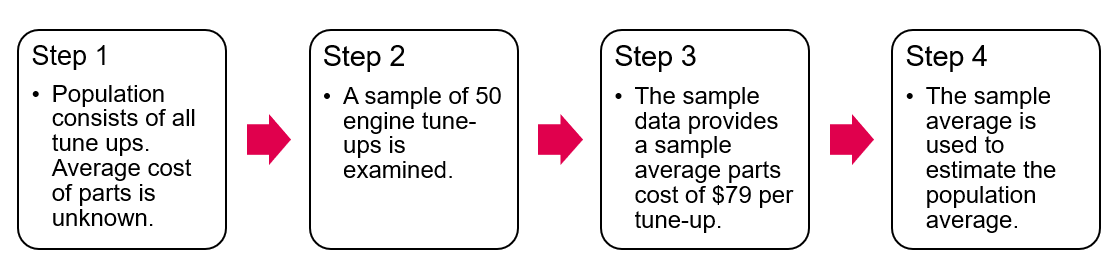 Step 1
• Population
consists of all
tune ups.
Average cost
of parts is
unknown.
Step 2
• A sample of 50
engine tune-
ups is
examined.
Step 3
• The sample
data provides
a sample
average parts
cost of $79 per
tune-up.
Step 4
• The sample
average is
used to
estimate the
population
average.